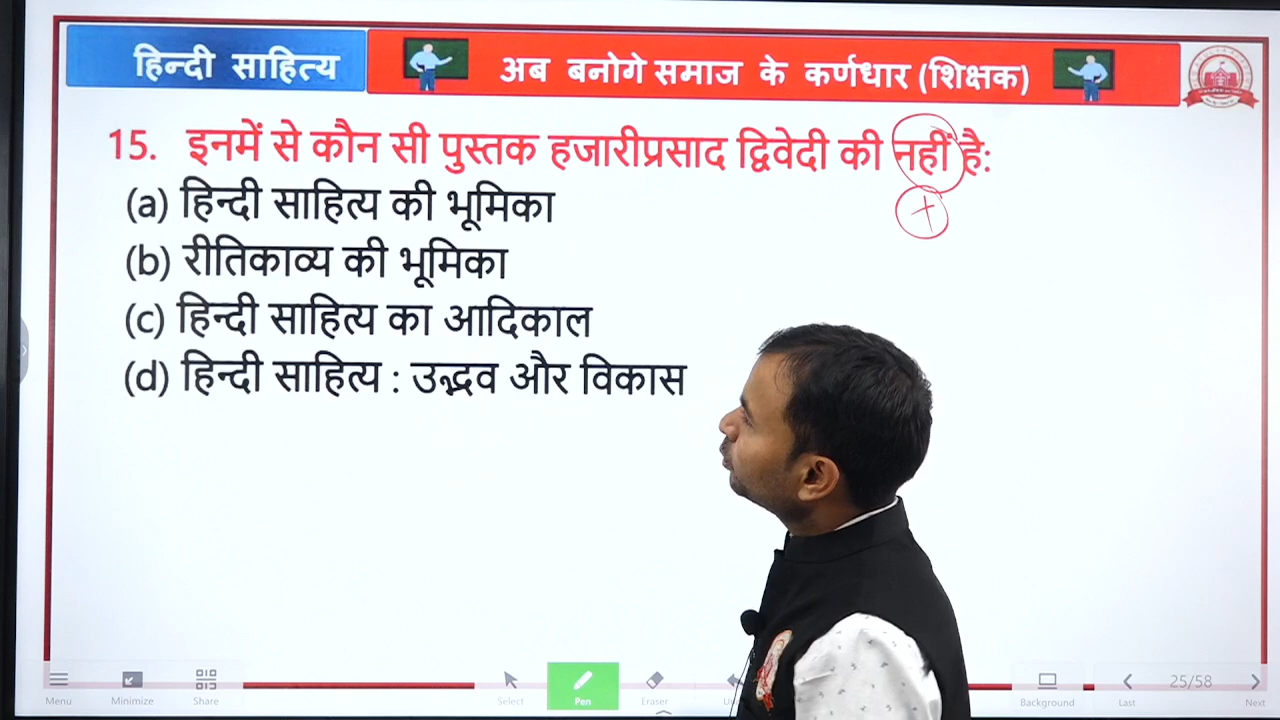 हिन्दी साहित्य
अब बनोगे समाज के कर्णधार (शिक्षक)
15. इनमें से कौन सी पुस्तक हजारीप्रसाद द्विवेदी की नहीं है:
(a) हिन्दी साहित्य की भूमिका
(b) रीतिकाव्य की भूमिका
(c) हिन्दी साहित्य का आदिकाल
(d) हिन्दी साहित्य : उद्भव और विकास
Menu
Minimize
Share
Select
Pen
Eraser
Background
Last
25/58
Next